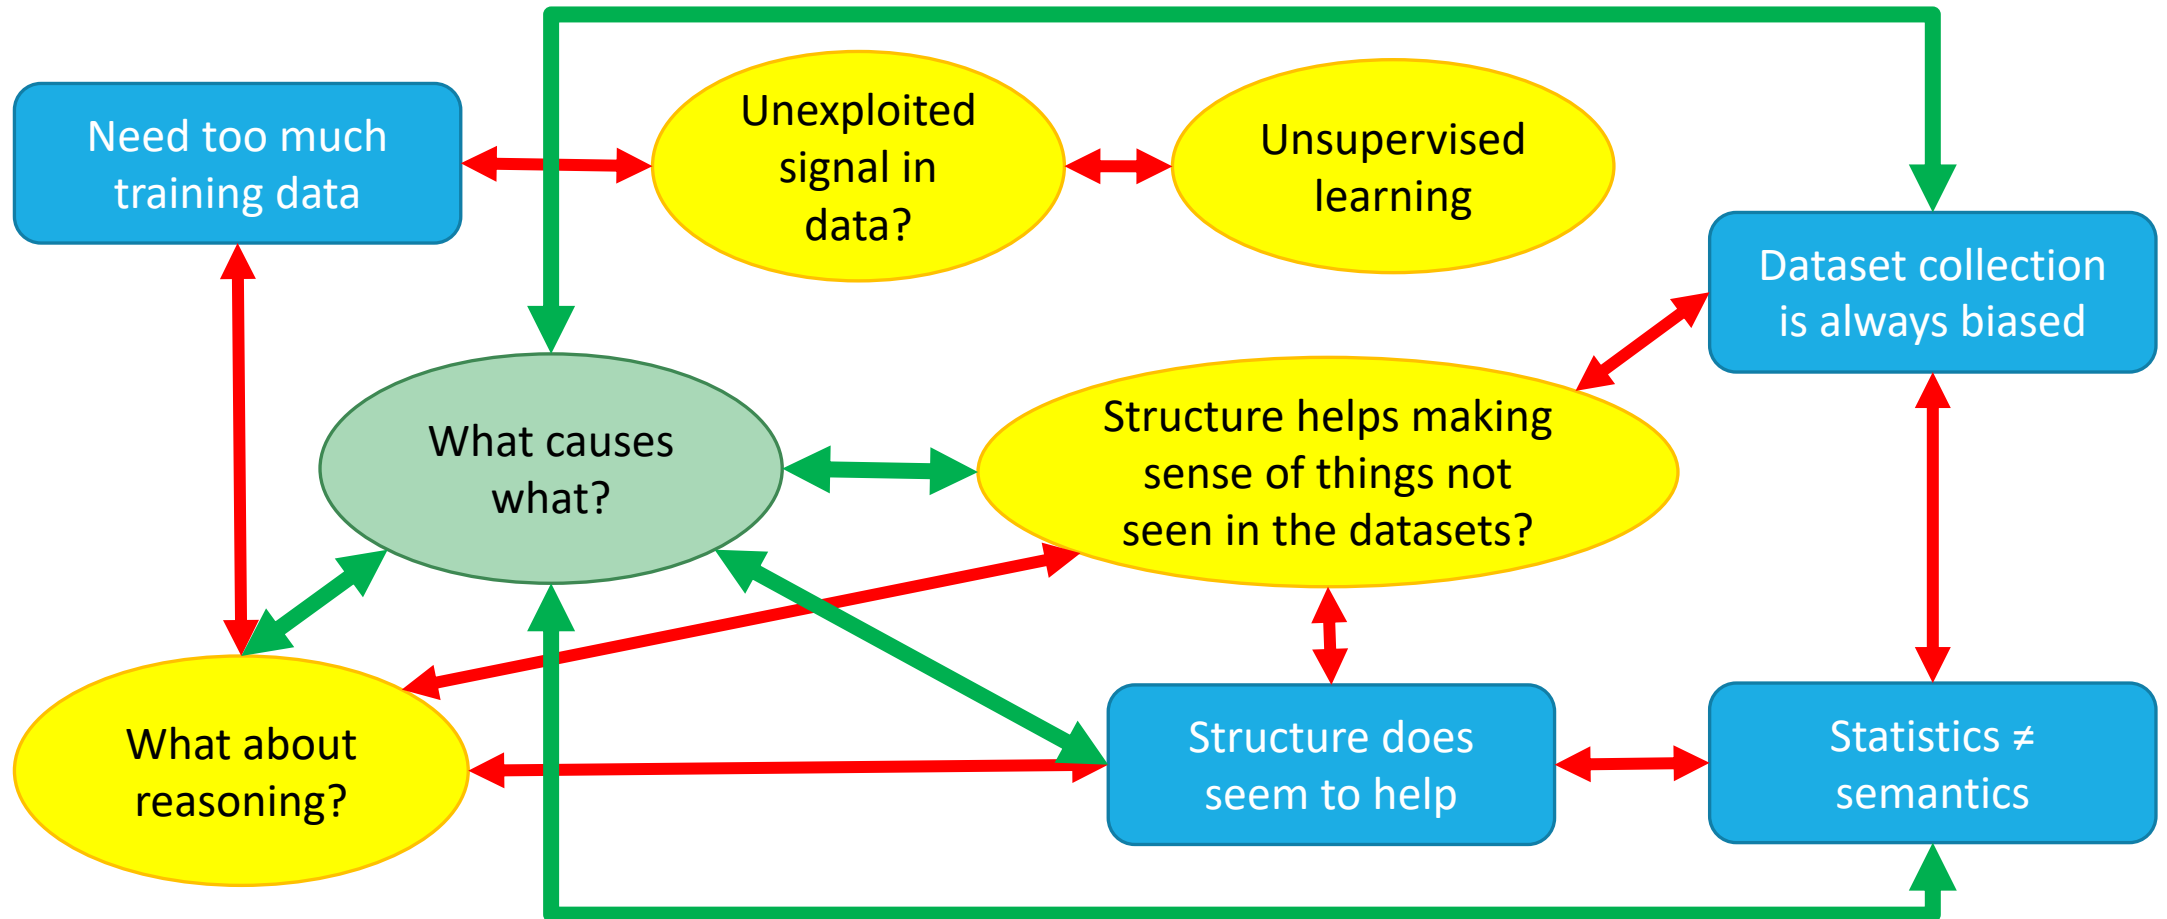 Need too much
training data
Unexploited
signal in
data?
Unsupervised
learning
Dataset collection
is always biased
What causes
what?
Structure helps making
sense of things not
seen in the datasets?
What about
reasoning?
Structure does
seem to help
Statistics ≠
semantics